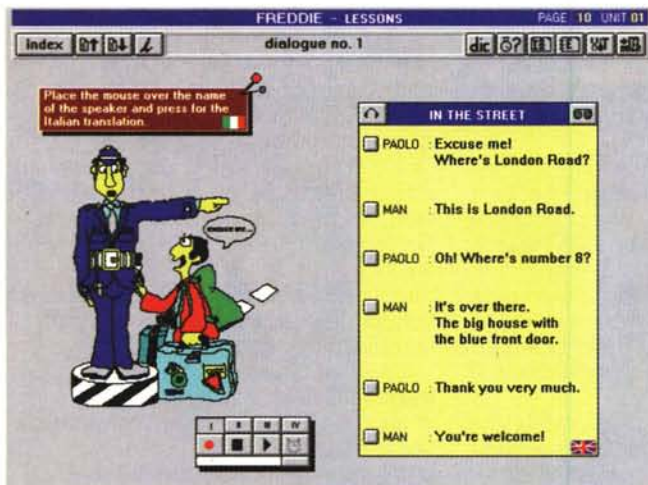 FREDDIE - LESSONS
PAGE 10 UNIT 01
index
dialogue no. 1
dic
Place the mouse over the name
of the speaker and press for the
Italian translation.
IN THE STREET
PAOLO : Excuse me!
Where's London Road?
MAN : This is London Road.
PAOLO : Oh! Where's number 8?
MAN : It's over there.
The big house with
the blue front door.
PAOLO : Thank you very much.
MAN : You're welcome!
I II III IV